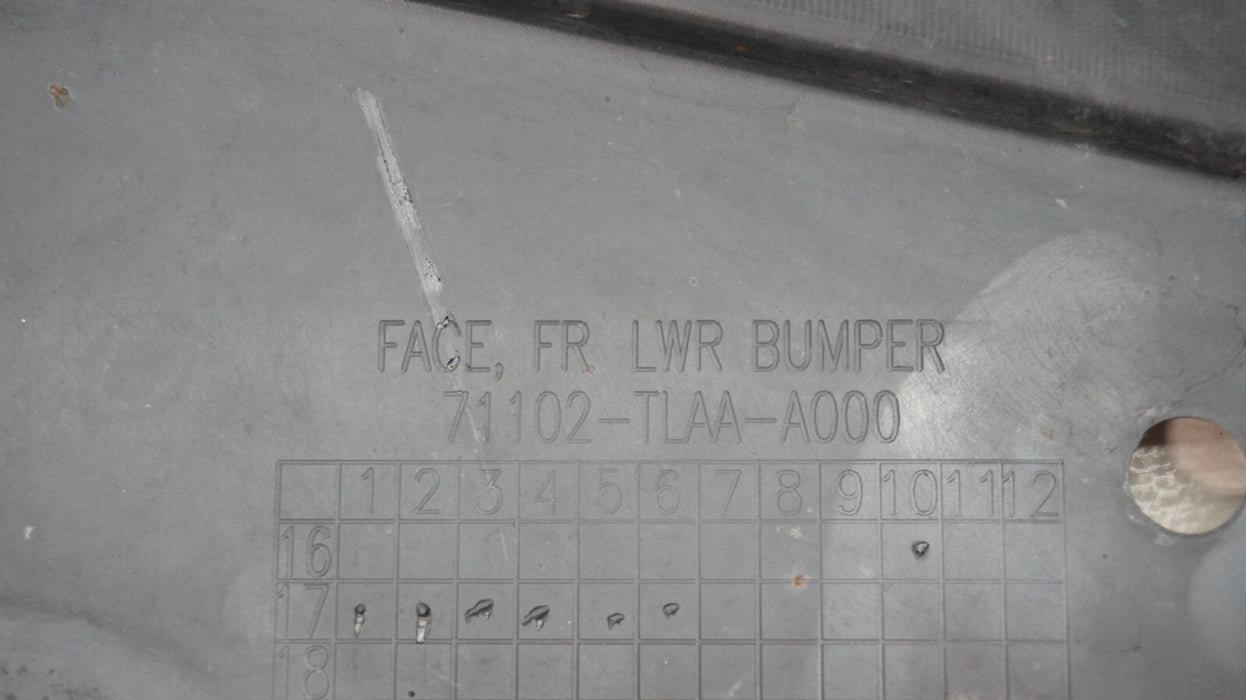 FACE, FR LWR BUMPER
71102-TLAA-A000
1 2 3 4 5 6 7 8 9 10 11 12
16
17
18